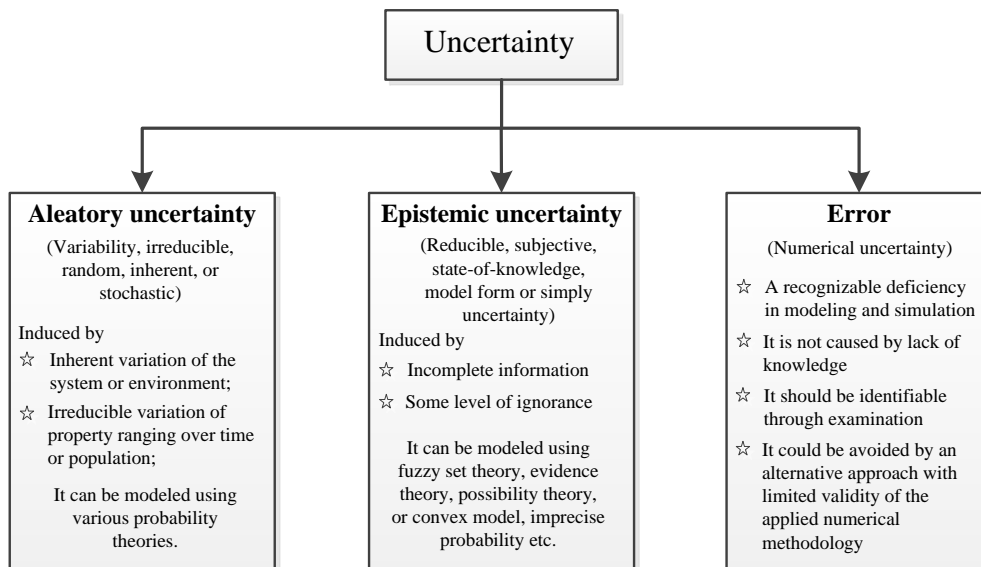 Uncertainty
Aleatory uncertainty
(Variability, irreducible,
random, inherent, or
stochastic)
Induced by
☆ Inherent variation of the
system or environment;
☆ Irreducible variation of
property ranging over time
or population;
It can be modeled using
various probability
theories.
Epistemic uncertainty
(Reducible, subjective,
state-of-knowledge,
model form or simply
uncertainty)
Induced by
☆ Incomplete information
☆ Some level of ignorance
It can be modeled using
fuzzy set theory, evidence
theory, possibility theory,
or convex model, imprecise
probability etc.
Error
(Numerical uncertainty)
☆ A recognizable deficiency
in modeling and simulation
☆ It is not caused by lack of
knowledge
☆ It should be identifiable
through examination
☆ It could be avoided by an
alternative approach with
limited validity of the
applied numerical
methodology